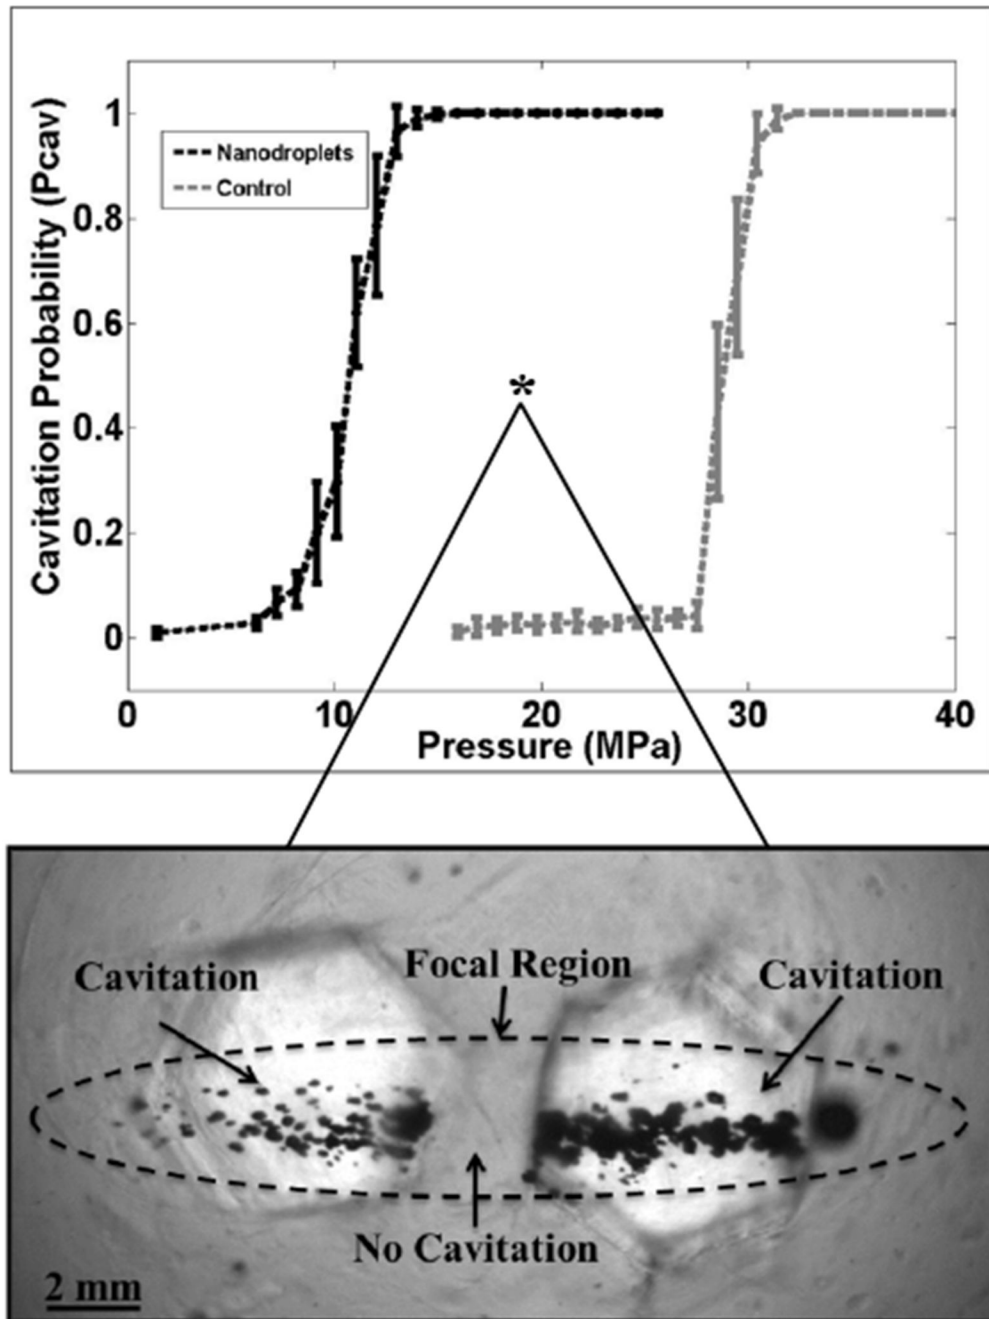 Cavitation Probability (Pcav)
1
0.8
0.6
0.4
0.2
0
Nanodroplets
Control
*
0 10 20 30 40
Pressure (MPa)
Cavitation
Focal Region
Cavitation
No Cavitation
2 mm